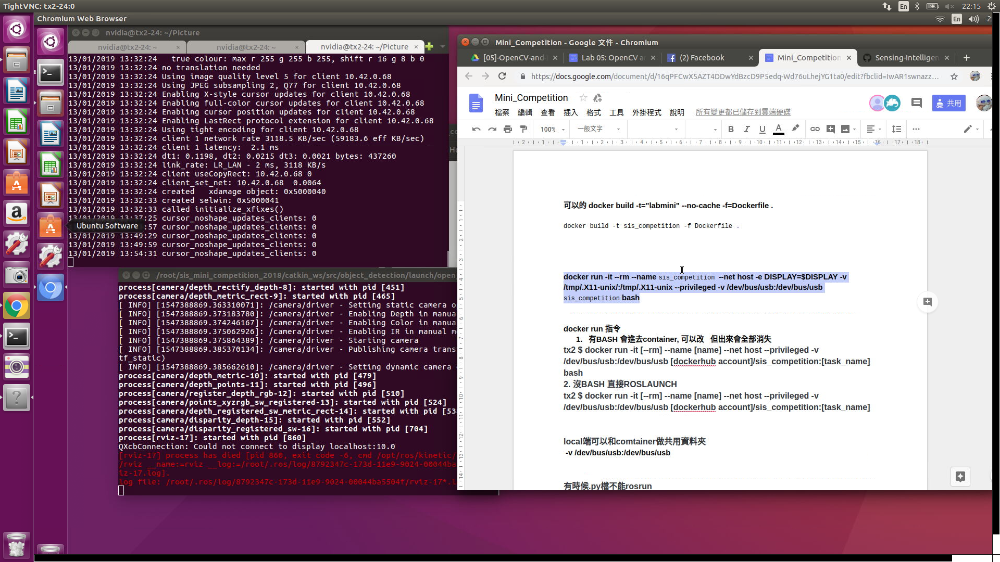 TightVNC: tx2-24:0
En
22:15
Chromium Web Browser
En
nvidia@tx2-24: ~/Picture
nvidia@tx2-24: ~
nvidia@tx2-24: ~
nvidia@tx2-24: ~/Picture
13/01/2019 13:32:24   true colour: max r 255 g 255 b 255, shift r 16 g 8 b 0
13/01/2019 13:32:24 no translation needed
13/01/2019 13:32:24 Using image quality level 5 for client 10.42.0.68
13/01/2019 13:32:24 Using JPEG subsampling 2, Q77 for client 10.42.0.68
13/01/2019 13:32:24 Enabling X-style cursor updates for client 10.42.0.68
13/01/2019 13:32:24 Enabling full-color cursor updates for client 10.42.0.68
13/01/2019 13:32:24 Enabling cursor position updates for client 10.42.0.68
13/01/2019 13:32:24 Enabling LastRect protocol extension for client 10.42.0.68
13/01/2019 13:32:24 Using tight encoding for client 10.42.0.68
13/01/2019 13:32:24 client 1 network rate 3118.5 KB/sec (59183.6 eff KB/sec)
13/01/2019 13:32:24 client 1 latency:  2.1 ms
13/01/2019 13:32:24 dt1: 0.1198, dt2: 0.0215 dt3: 0.0021 bytes: 437260
13/01/2019 13:32:24 link_rate: LR_LAN - 2 ms, 3118 KB/s
13/01/2019 13:32:24 client useCopyRect: 10.42.0.68 0
13/01/2019 13:32:24 client_set_net: 10.42.0.68  0.0064
13/01/2019 13:32:24 created   xdamage object: 0x5000040
13/01/2019 13:32:33 created selwin: 0x5000041
13/01/2019 13:32:33 called initialize_xfixes()
13/01/2019 13:37:25 cursor_noshape_updates_clients: 0
:57 cursor_noshape_updates_clients: 0
Ubuntu Software
13/01/2019 13:49:29 cursor_noshape_updates_clients: 0
13/01/2019 13:49:59 cursor_noshape_updates_clients: 0
13/01/2019 13:54:31 cursor_noshape_updates_clients: 0
/root/sis_mini_competition_2018/catkin_ws/src/object_detection/launch/open_
process[camera/depth_rectify_depth-8]: started with pid [451]
process[camera/depth_metric_rect-9]: started with pid [465]
[ INFO] [1547388869.363310071]: /camera/driver - Setting static camera o
[ INFO] [1547388869.373183780]: /camera/driver - Enabling Depth in manua
[ INFO] [1547388869.374246167]: /camera/driver - Enabling Color in manua
[ INFO] [1547388869.375062926]: /camera/driver - Enabling IR in manual m
[ INFO] [1547388869.375864389]: /camera/driver - Starting camera
[ INFO] [1547388869.385370134]: /camera/driver - Publishing camera trans
tf_static)
[ INFO] [1547388869.385662610]: /camera/driver - Setting dynamic camera
process[camera/depth_metric-10]: started with pid [479]
process[camera/depth_points-11]: started with pid [496]
process[camera/register_depth_rgb-12]: started with pid [510]
process[camera/points_xyzrgb_sw_registered-13]: started with pid [524]
process[camera/depth_registered_sw_metric_rect-14]: started with pid [53
process[camera/disparity_depth-15]: started with pid [552]
process[camera/disparity_registered_sw-16]: started with pid [704]
process[rviz-17]: started with pid [860]
QXcbConnection: Could not connect to display localhost:10.0
[rviz-17] process has died [pid 860, exit code -6, cmd /opt/ros/kinetic/
/rviz __name:=rviz __log:=/root/.ros/log/8792347c-173d-11e9-9024-00044ba
iz-17.log].
log file: /root/.ros/log/8792347c-173d-11e9-9024-00044ba5504f/rviz-17*.l
Mini_Competition - Google 文件 - Chromium
[05]-OpenCV-and-
Lab 05: OpenCV a
(2) Facebook
Mini_Competition
Sensing-Intelligen
https://docs.google.com/document/d/16qPFCwX5AZT4DDwYdBzcD9P5edq-Wd76uLhejYG1ta0/edit?fbclid=IwAR1swnazz...
Mini_Competition
檔案 編輯 查看 插入 格式 工具 外掛程式 說明 所有變更都已儲存到雲端硬碟
共用
100% 一般文字 B I U A
2 1 1 2 3 4 5 6 7 8 9 10 11 12 13 14 15 16 17 18
可以的 docker build -t="labmini" --no-cache -f=Dockerfile .
docker build -t sis_competition -f Dockerfile .
docker run -it --rm --name sis_competition --net host -e DISPLAY=$DISPLAY -v
/tmp/.X11-unix/:/tmp/.X11-unix --privileged -v /dev/bus/usb:/dev/bus/usb
sis_competition bash
docker run 指令
1. 有BASH 會進去container, 可以改 但出來會全部消失
tx2 $ docker run -it [--rm] --name [name] --net host --privileged -v
/dev/bus/usb:/dev/bus/usb [dockerhub account]/sis_competition:[task_name]
bash
2. 沒BASH 直接ROSLAUNCH
tx2 $ docker run -it [--rm] --name [name] --net host --privileged -v
/dev/bus/usb:/dev/bus/usb [dockerhub account]/sis_competition:[task_name]
local端可以和comtainer做共用資料夾
-v /dev/bus/usb:/dev/bus/usb
有時候.py檔不能rosrun